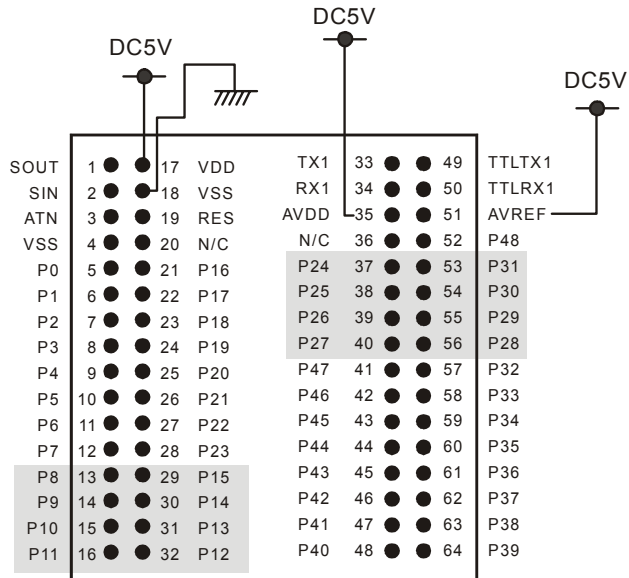 DC5V
DC5V
DC5V
SOUT 1 17 VDD
SIN 2 18 VSS
ATN 3 19 RES
VSS 4 20 N/C
P0 5 21 P16
P1 6 22 P17
P2 7 23 P18
P3 8 24 P19
P4 9 25 P20
P5 10 26 P21
P6 11 27 P22
P7 12 28 P23
P8 13 29 P15
P9 14 30 P14
P10 15 31 P13
P11 16 32 P12
TX1 33 49 TTLTX1
RX1 34 50 TTLRX1
AVDD 35 51 AVREF
N/C 36 52 P48
P24 37 53 P31
P25 38 54 P30
P26 39 55 P29
P27 40 56 P28
P47 41 57 P32
P46 42 58 P33
P45 43 59 P34
P44 44 60 P35
P43 45 61 P36
P42 46 62 P37
P41 47 63 P38
P40 48 64 P39